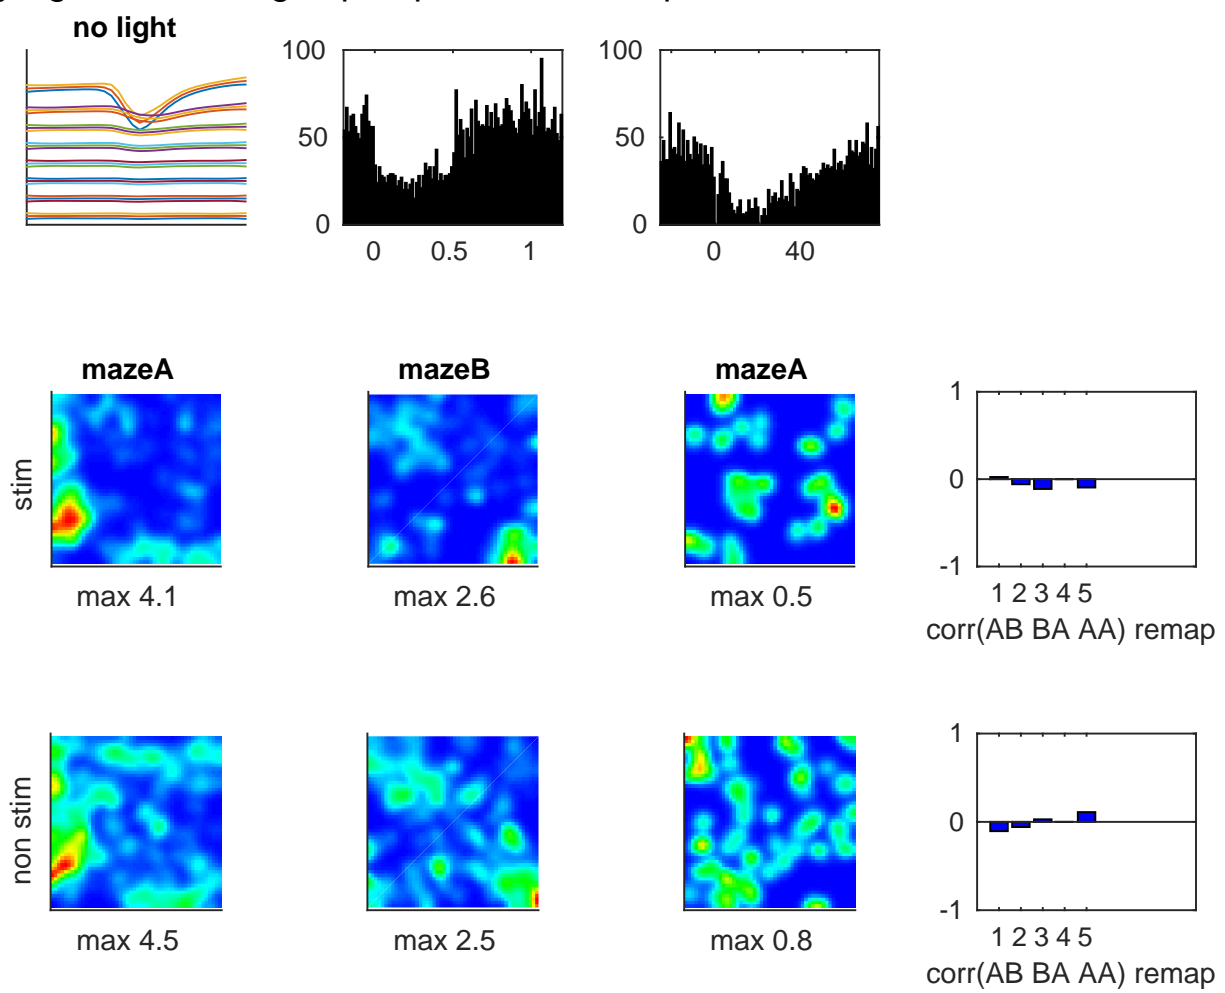 no light
100
50
0
0 0.5 1
100
50
0
0 40
mazeA mazeB mazeA
stim
max 4.1 max 2.6 max 0.5
1
0
-1
1 2 3 4 5
corr(AB BA AA) remap
non stim
max 4.5 max 2.5 max 0.8
1
0
-1
1 2 3 4 5
corr(AB BA AA) remap